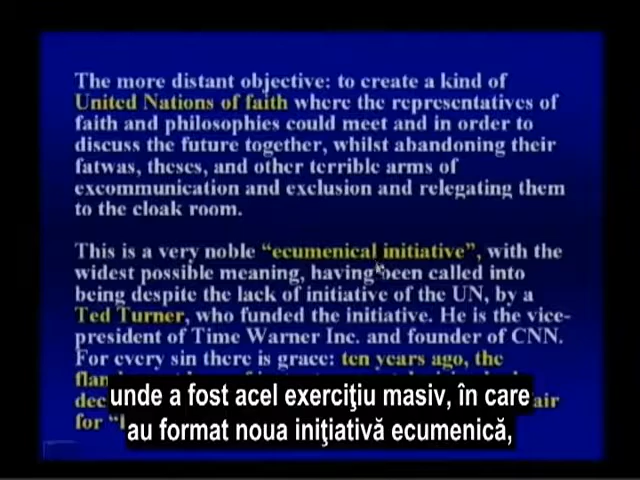 The more distant objective: to create a kind of
United Nations of faith where the representatives of
faith and philosophies could meet and in order to
discuss the future together, whilst abandoning their
fatwas, theses, and other terrible arms of
excommunication and exclusion and relegating them
to the cloak room.
This is a very noble “ecumenical initiative”, with the
widest possible meaning, having been called into
being despite the lack of initiative of the UN, by a
Ted Turner, who funded the initiative. He is the vice-
president of Time Warner Inc. and founder of CNN.
For every sin there is grace: ten years ago, the
for
unde a fost acel exerciţiu masiv, în care
au format noua iniţiativă ecumenică,